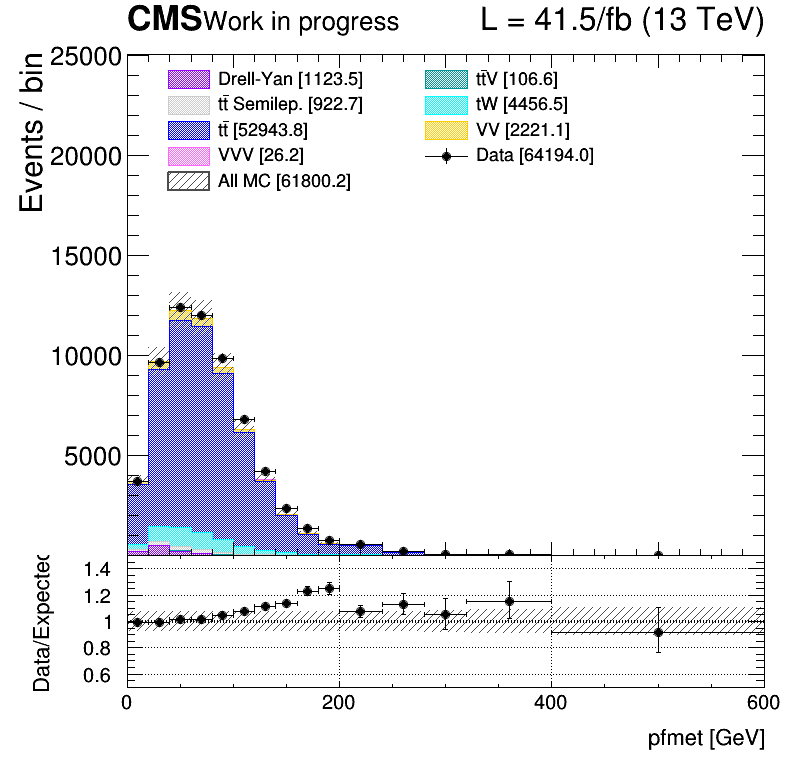 CMS Work in progress L = 41.5/fb (13 TeV)
Events / bin
25000
20000
15000
10000
5000
Drell-Yan [1123.5]
tt̄ Semilep. [922.7]
tt̄ [52943.8]
VVV [26.2]
All MC [61800.2]
tt̄V [106.6]
tW [4456.5]
VV [2221.1]
Data [64194.0]
Data/Expected
1.4
1.2
1
0.8
0.6
0 200 400 600
pfmet [GeV]